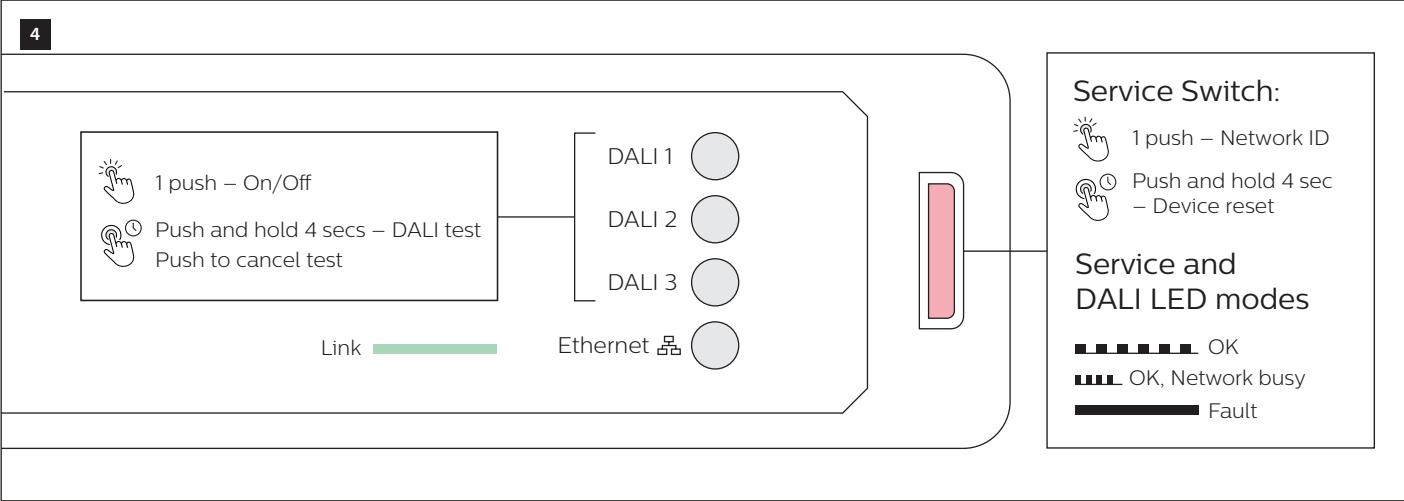 4
1 push – On/Off
Push and hold 4 secs – DALI test
Push to cancel test
DALI 1
DALI 2
DALI 3
Link
Ethernet
Service Switch:
1 push – Network ID
Push and hold 4 sec
– Device reset
Service and
DALI LED modes
OK
OK, Network busy
Fault